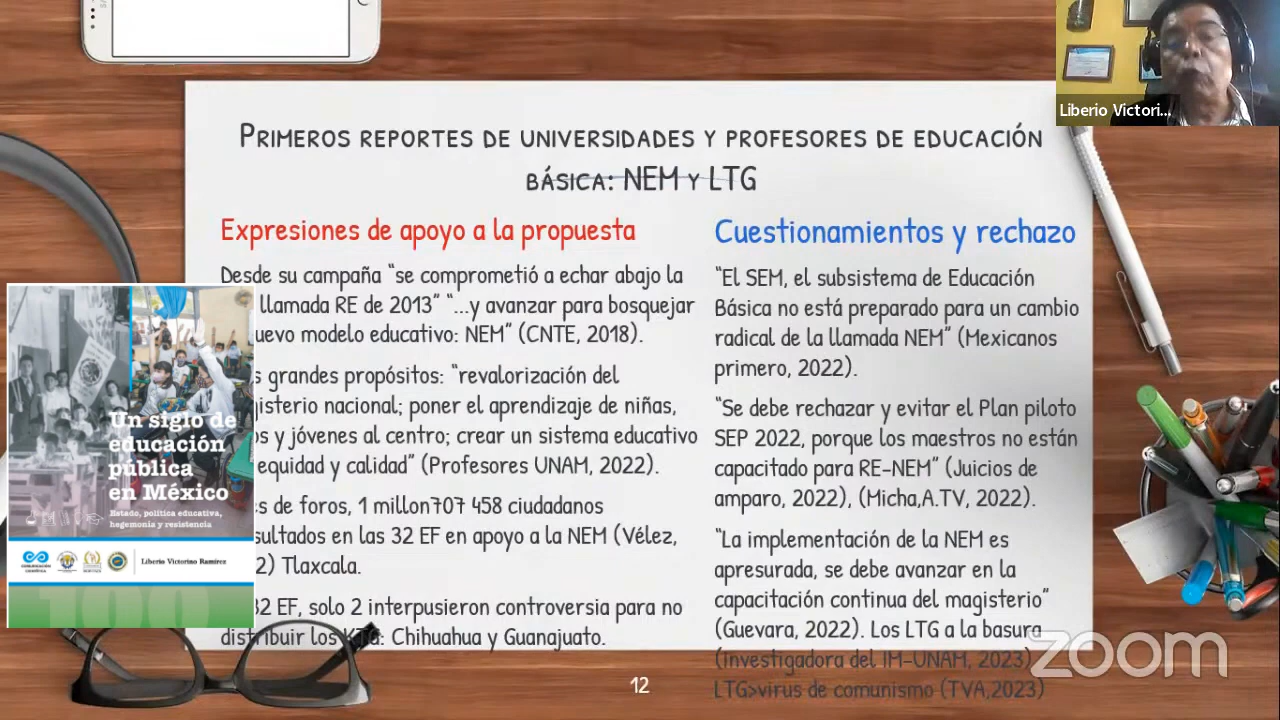 Liberio Victori...
PRIMEROS REPORTES DE UNIVERSIDADES Y PROFESORES DE EDUCACIÓN
BÁSICA: NEM Y LTG
Expresiones de apoyo a la propuesta
Desde su campaña “se comprometió a echar abajo la
llamada RE de 2013” “...y avanzar para bosquejar
uevo modelo educativo: NEM” (CNTE, 2018).
s grandes propósitos: “revalorización del
gisterio nacional; poner el aprendizaje de niñas,
os y jóvenes al centro; crear un sistema educativo
equidad y calidad” (Profesores UNAM, 2022).
es de foros, 1 millon707 458 ciudadanos
sultados en las 32 EF en apoyo a la NEM (Vélez,
2) Tlaxcala.
32 EF, solo 2 interpusieron controversia para no
distribuir los KTG: Chihuahua y Guanajuato.
Cuestionamientos y rechazo
“El SEM, el subsistema de Educación
Básica no está preparado para un cambio
radical de la llamada NEM” (Mexicanos
primero, 2022).
“Se debe rechazar y evitar el Plan piloto
SEP 2022, porque los maestros no están
capacitado para RE-NEM” (Juicios de
amparo, 2022), (Micha,A.TV, 2022).
“La implementación de la NEM es
apresurada, se debe avanzar en la
capacitación continua del magisterio”
(Guevara, 2022). Los LTG a la basura
(Investigadora del IM-UNAM, 2023)
LTG>virus de comunismo (TVA,2023)
Un siglo de
educación
pública
en México
Estado, política educativa,
hegemonía y resistencia
COMUNICACIÓN
CIENTÍFICA
Liberio Victorino Ramírez
100
12
zoom